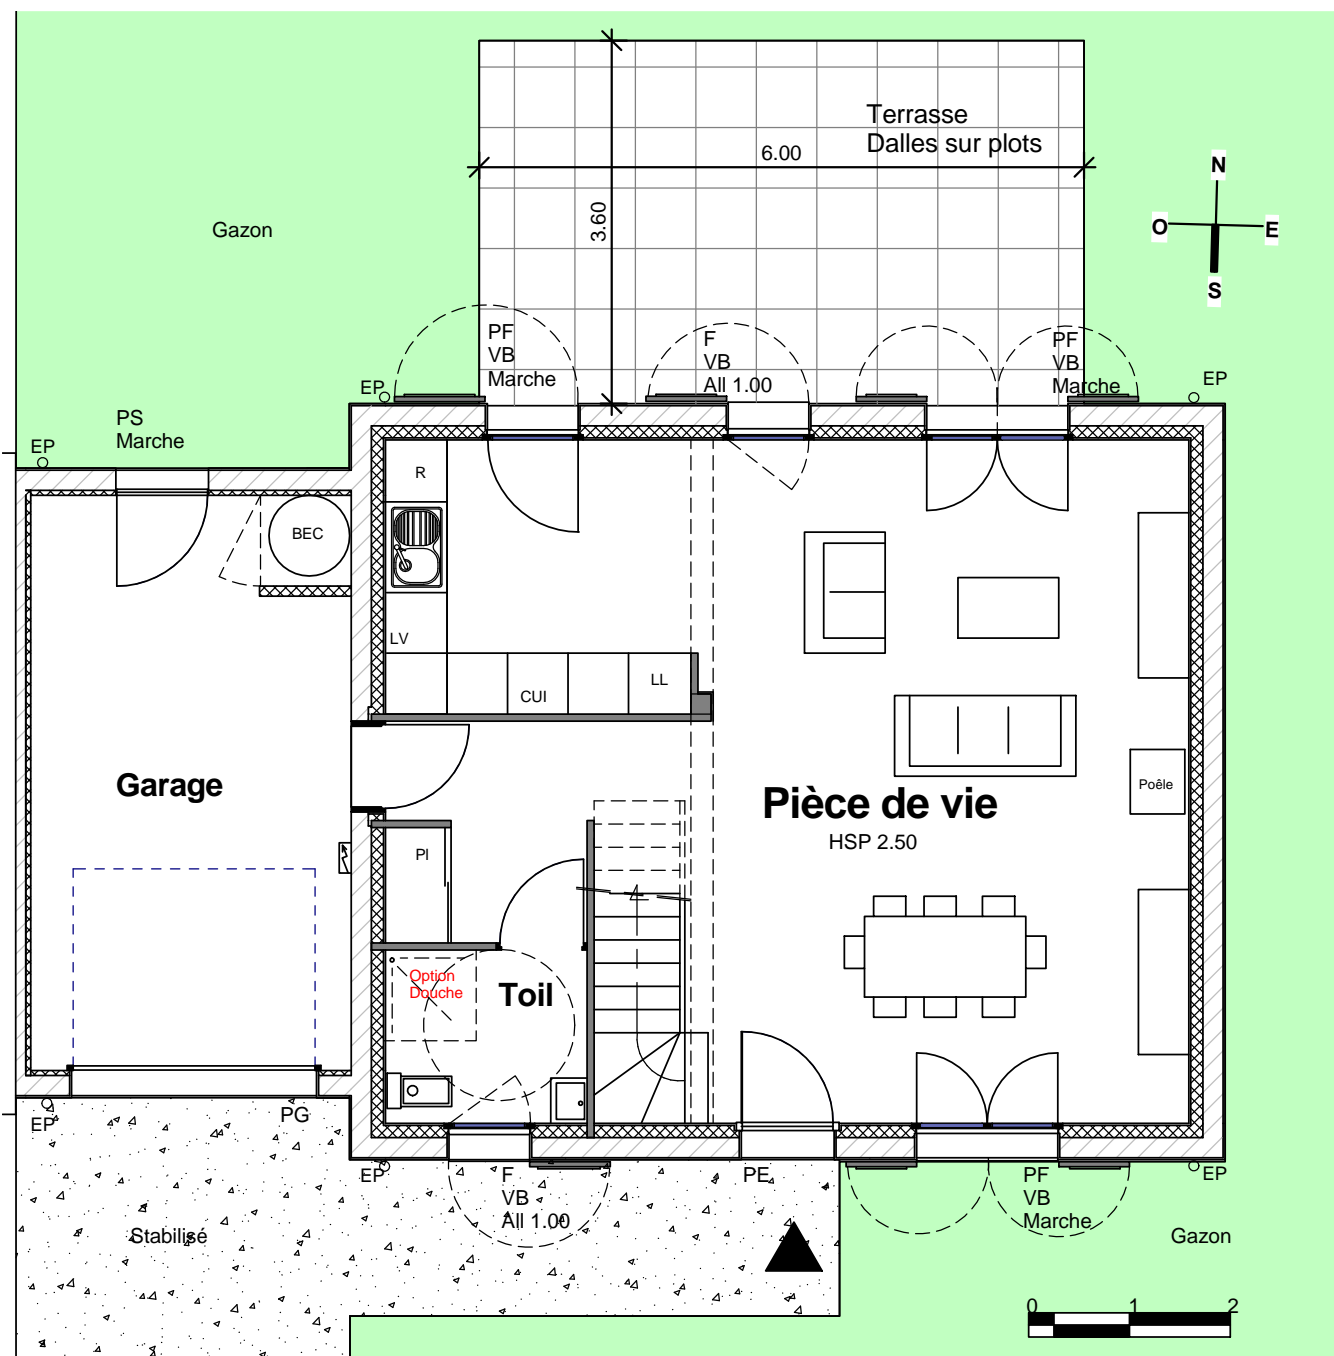 Terrasse
Dalles sur plots
6.00
3.60
N
O
E
S
Gazon
PF
VB
Marche
F
VB
All 1.00
PF
VB
Marche
EP
EP
PS
Marche
EP
R
BEC
LV
CUI
LL
Garage
Pièce de vie
HSP 2.50
Poêle
Pl
Option
Douche
Toil
EP
PG
EP
F
VB
All 1.00
PE
PF
VB
Marche
EP
Stabilisé
Gazon
0
1
2